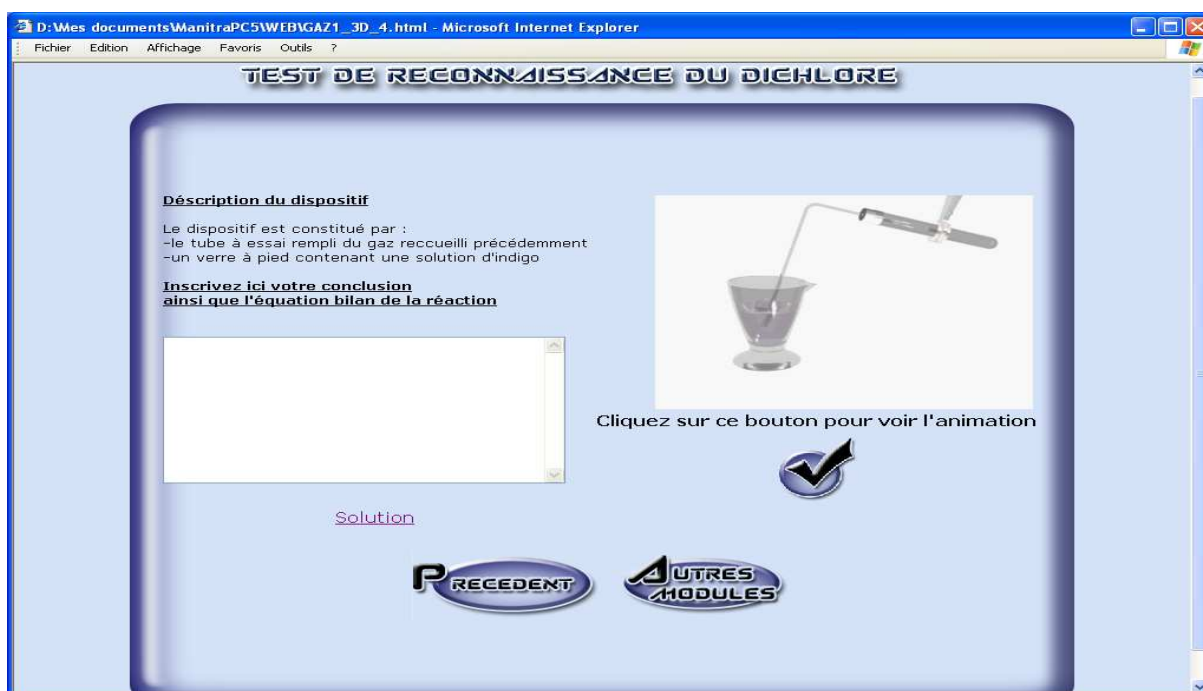 D:\Mes documents\ManitraPC5\WEB\GAZ1_3D_4.html - Microsoft Internet Explorer
Fichier Edition Affichage Favoris Outils ?
TEST DE RECONNAISSANCE DU DICHLORE
Déscription du dispositif
Le dispositif est constitué par :
-le tube à essai rempli du gaz reccueilli précédemment
-un verre à pied contenant une solution d'indigo
Inscrivez ici votre conclusion
ainsi que l'équation bilan de la réaction
Cliquez sur ce bouton pour voir l'animation
Solution
PRECEDENT
AUTRES
MODULES